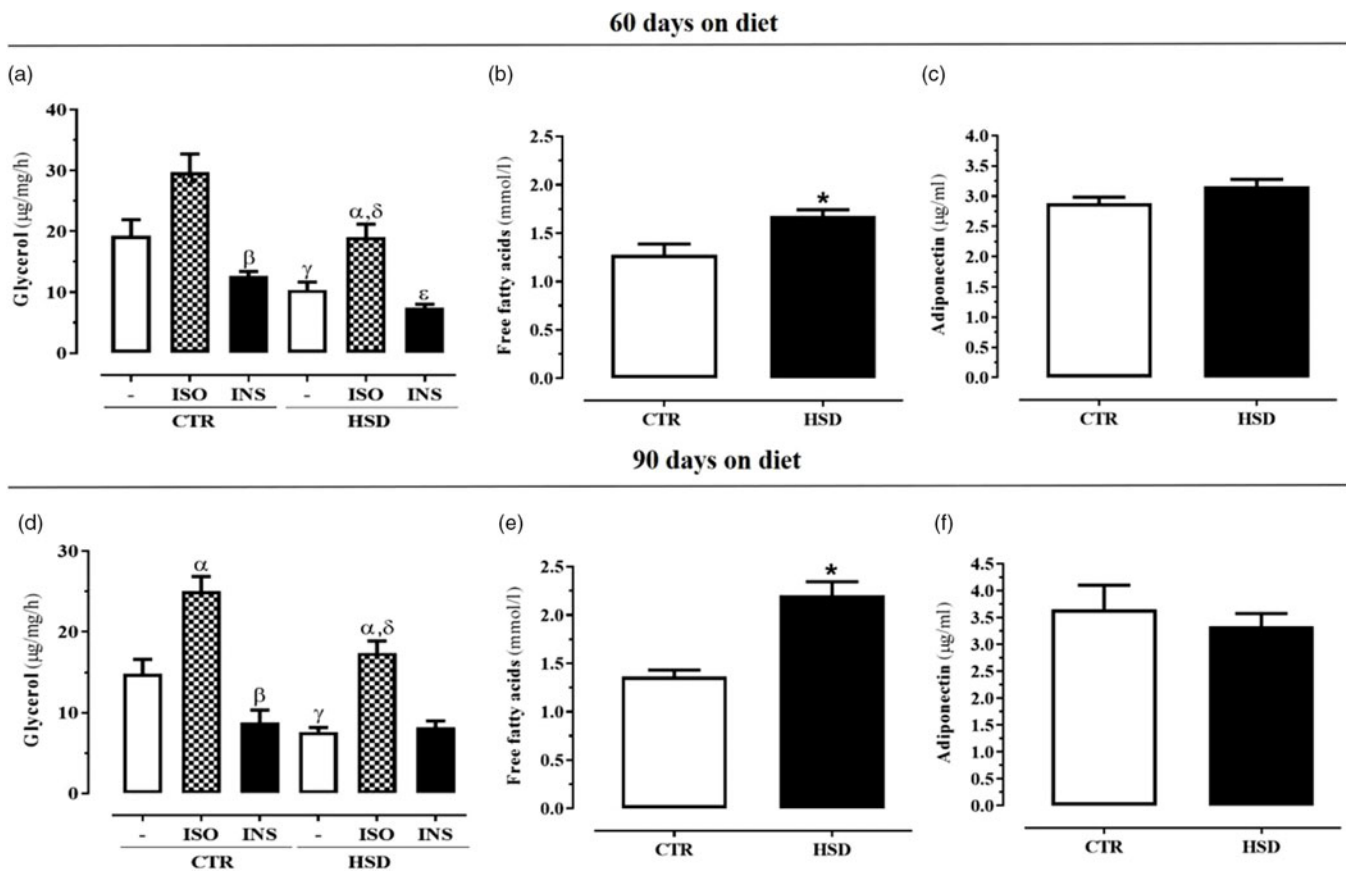 60 days on diet
(a)
Glycerol (μg/mg/h)
40
30
20
10
0
β
γ
α,δ
ε
- ISO INS - ISO INS
CTR HSD
(b)
Free fatty acids (mmol/l)
2.5
2.0
1.5
1.0
0.5
0.0
*
CTR HSD
(c)
Adiponectin (μg/ml)
4.0
3.5
3.0
2.5
2.0
1.5
1.0
0.5
0.0
CTR HSD
90 days on diet
(d)
Glycerol (μg/mg/h)
30
20
10
0
α
β
γ
α,δ
- ISO INS - ISO INS
CTR HSD
(e)
Free fatty acids (mmol/l)
2.5
2.0
1.5
1.0
0.5
0.0
*
CTR HSD
(f)
Adiponectin (μg/ml)
4.5
4.0
3.5
3.0
2.5
2.0
1.5
1.0
0.5
0.0
CTR HSD